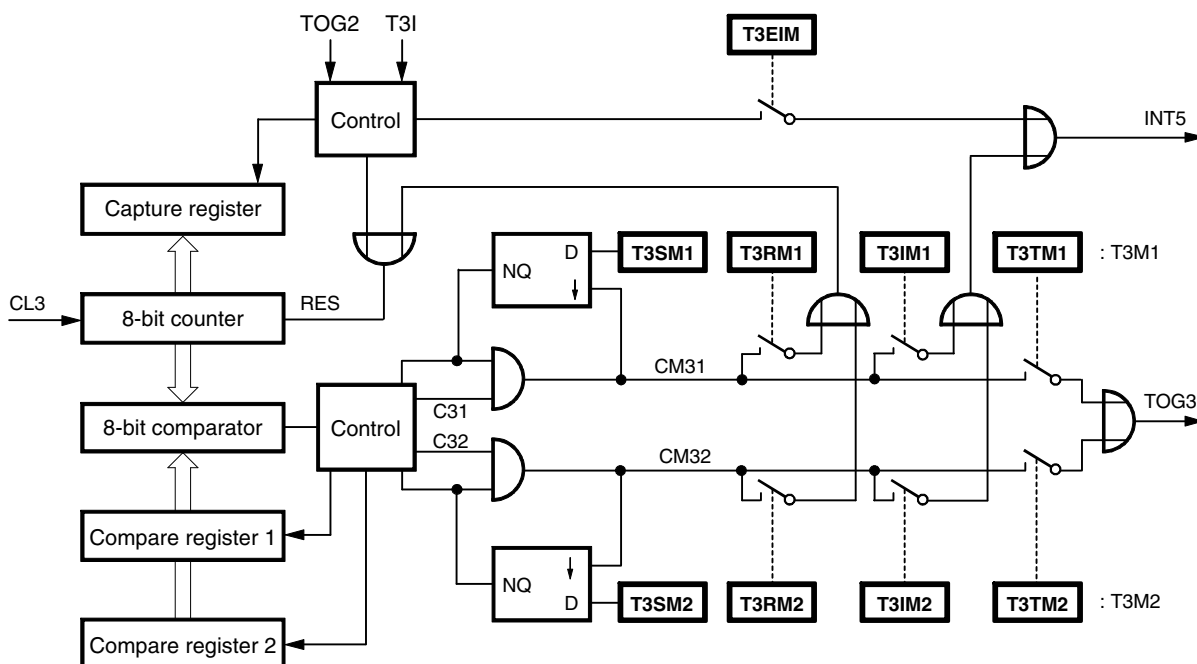 TOG2 T3I
T3EIM
Control
INT5
Capture register
NQ D
T3SM1 T3RM1 T3IM1 T3TM1 : T3M1
CL3
8-bit counter
RES
CM31
C31
TOG3
8-bit comparator
Control
C32
CM32
Compare register 1
NQ D
T3SM2 T3RM2 T3IM2 T3TM2 : T3M2
Compare register 2